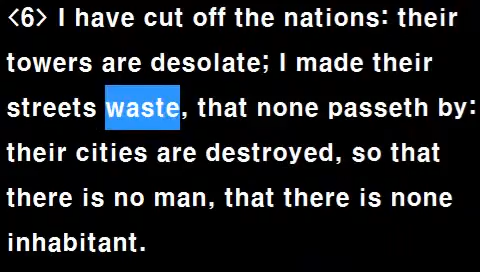 <6> I have cut off the nations: their
towers are desolate; I made their
streets waste, that none passeth by:
their cities are destroyed, so that
there is no man, that there is none
inhabitant.